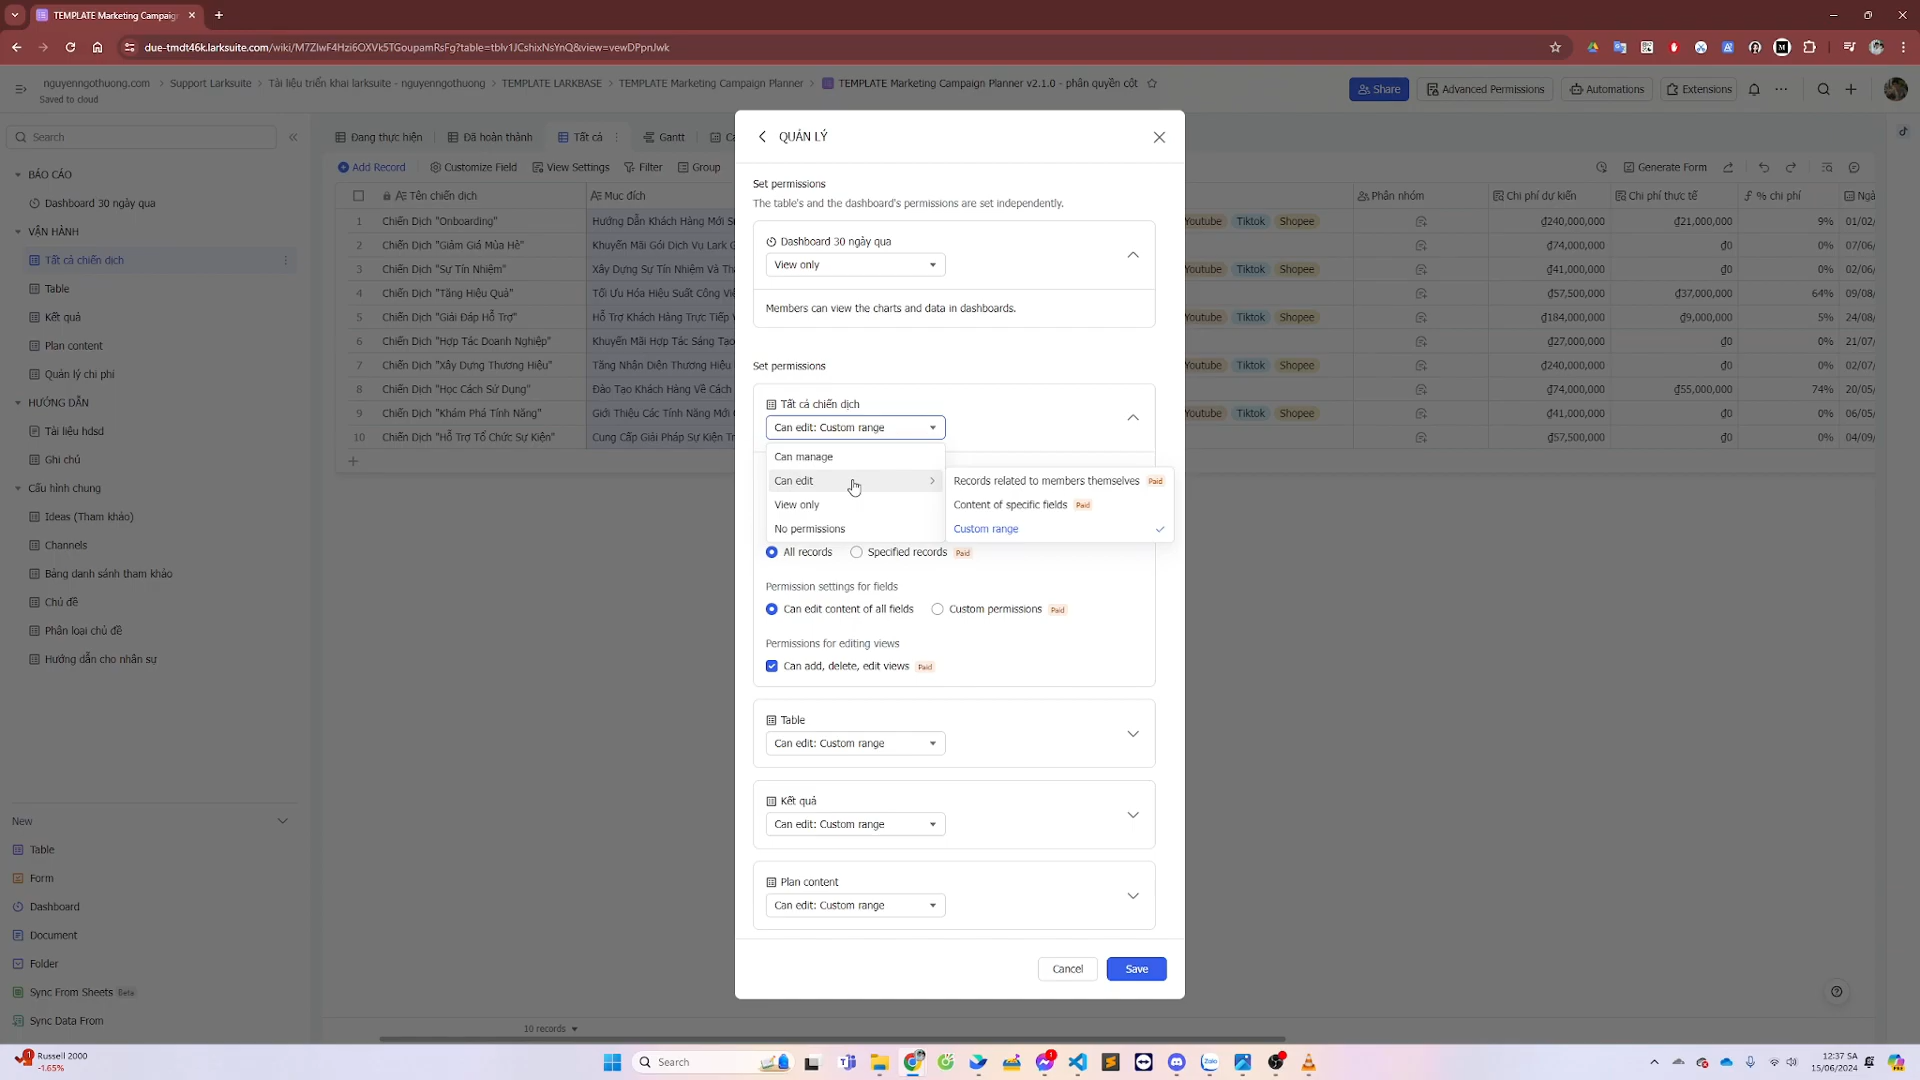 TEMPLATE Marketing Campaig
due-tmdt46k.larksuite.com/wiki/M7ZlwF4Hzi6OXVk5TGoupamRsFg?table=tblv1JCshixNsYnQ&view=vewDPpnJwk
nguyenngothuong.com
Support Larksuite
Tài liệu triển khai larksuite - nguyenngothuong
TEMPLATE LARKBASE
TEMPLATE Marketing Campaign Planner
TEMPLATE Marketing Campaign Planner v2.1.0 - phân quyền cột
Saved to cloud
Share
Advanced Permissions
Automations
Extensions
Search
BÁO CÁO
Dashboard 30 ngày qua
VẬN HÀNH
Tất cả chiến dịch
Table
Kết quả
Plan content
Quản lý chi phí
HƯỚNG DẪN
Tài liệu hdsd
Ghi chú
Cấu hình chung
Ideas (Tham khảo)
Channels
Bảng danh sánh tham khảo
Chủ đề
Phân loại chủ đề
Hướng dẫn cho nhân sự
New
Table
Form
Dashboard
Document
Folder
Sync From Sheets Beta
Sync Data From
Đang thực hiện
Đã hoàn thành
Tất cả
Gantt
Ca
Add Record
Customize Field
View Settings
Filter
Group
Generate Form
Tên chiến dịch
Mục đích
Phân nhóm
Chi phí dự kiến
Chi phí thực tế
% chi phí
Ngà
1 Chiến Dịch "Onboarding" Hướng Dẫn Khách Hàng Mới S Youtube Tiktok Shopee ₫240,000,000 ₫21,000,000 9% 01/02/
2 Chiến Dịch "Giảm Giá Mùa Hè" Khuyến Mãi Gói Dịch Vụ Lark G ₫74,000,000 ₫0 0% 07/06/
3 Chiến Dịch "Sự Tín Nhiệm" Xây Dựng Sự Tín Nhiệm Và Th Youtube Tiktok Shopee ₫41,000,000 ₫0 0% 02/06/
4 Chiến Dịch "Tăng Hiệu Quả" Tối Ưu Hóa Hiệu Suất Công Vi ₫57,500,000 ₫37,000,000 64% 09/08/
5 Chiến Dịch "Giải Đáp Hỗ Trợ" Hỗ Trợ Khách Hàng Trực Tiếp Youtube Tiktok Shopee ₫184,000,000 ₫9,000,000 5% 24/08/
6 Chiến Dịch "Hợp Tác Doanh Nghiệp" Khuyến Mãi Hợp Tác Sáng Tạo ₫27,000,000 ₫0 0% 21/07/
7 Chiến Dịch "Xây Dựng Thương Hiệu" Tăng Nhận Diện Thương Hiệu Youtube Tiktok Shopee ₫240,000,000 ₫0 0% 02/07/
8 Chiến Dịch "Học Cách Sử Dụng" Đào Tạo Khách Hàng Về Cách ₫74,000,000 ₫55,000,000 74% 20/05/
9 Chiến Dịch "Khám Phá Tính Năng" Giới Thiệu Các Tính Năng Mới Youtube Tiktok Shopee ₫41,000,000 ₫0 0% 06/05/
10 Chiến Dịch "Hỗ Trợ Tổ Chức Sự Kiện" Cung Cấp Giải Pháp Sự Kiện Tr ₫57,500,000 ₫0 0% 04/09/
10 records
QUẢN LÝ
Set permissions
The table's and the dashboard's permissions are set independently.
Dashboard 30 ngày qua
View only
Members can view the charts and data in dashboards.
Set permissions
Tất cả chiến dịch
Can edit: Custom range
Can manage
Can edit
View only
No permissions
Records related to members themselves Paid
Content of specific fields Paid
Custom range
All records
Specified records Paid
Permission settings for fields
Can edit content of all fields
Custom permissions Paid
Permissions for editing views
Can add, delete, edit views Paid
Table
Can edit: Custom range
Kết quả
Can edit: Custom range
Plan content
Can edit: Custom range
Cancel
Save
Russell 2000
-1.65%
Search
12:37 SA
15/06/2024